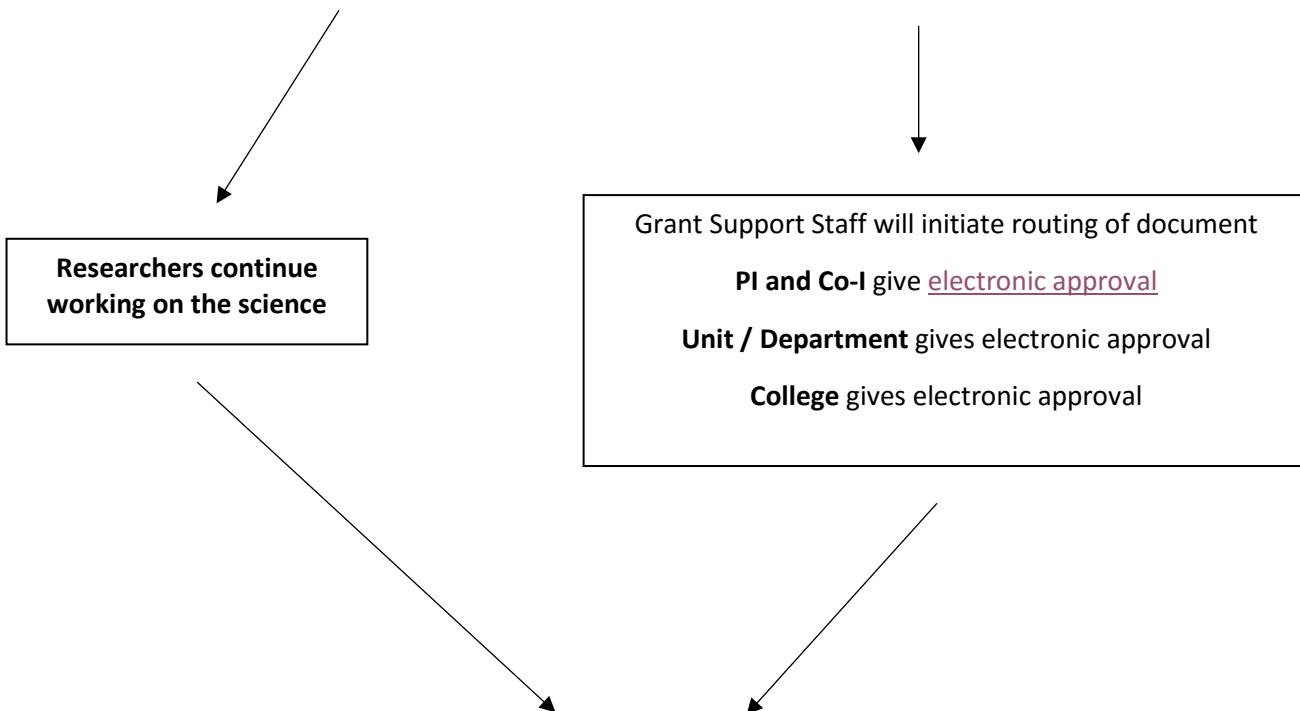 Researchers continue
working on the science
Grant Support Staff will initiate routing of document
PI and Co-I give electronic approval
Unit / Department gives electronic approval
College gives electronic approval